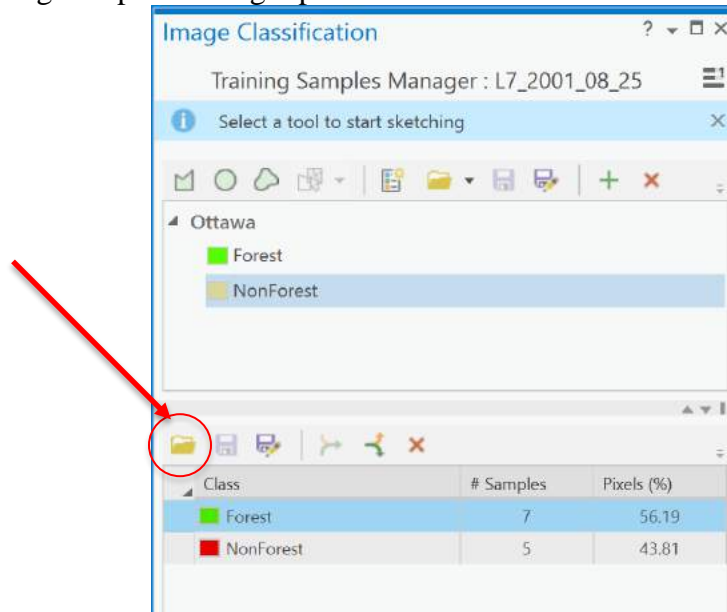 Image Classification
Training Samples Manager : L7_2001_08_25
Select a tool to start sketching
Ottawa
Forest
NonForest
Class # Samples Pixels (%)
Forest 7 56.19
NonForest 5 43.81